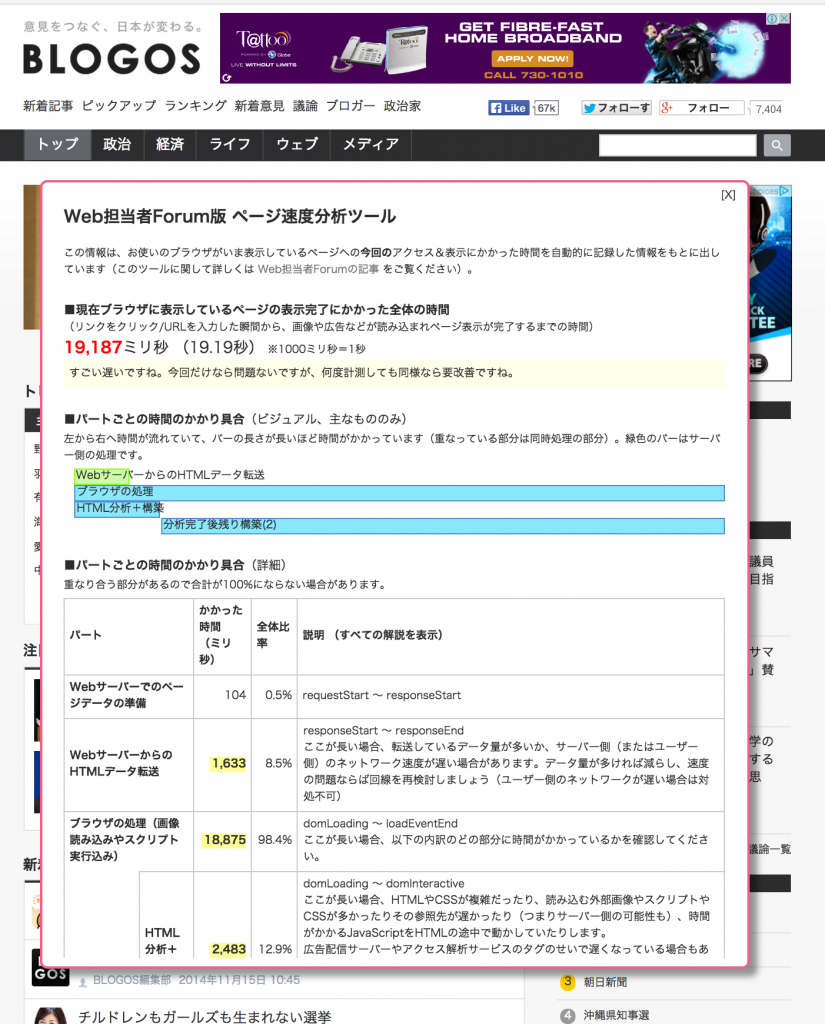 意見をつなぐ、日本が変わる。
BLOGOS
Tattoo
POWERED BY Globe
LIVE WITHOUT LIMITS
GET FIBRE-FAST
HOME BROADBAND
APPLY NOW!
CALL 730-1010
新着記事 ピックアップ ランキング 新着意見 議論 ブロガー 政治家
Like 67k
フォローす
フォロー 7,404
トップ 政治 経済 ライフ ウェブ メディア
[X]
Web担当者Forum版 ページ速度分析ツール
この情報は、お使いのブラウザがいま表示しているページへの今回のアクセス＆表示にかかった時間を自動的に記録した情報をもとに出し
ています（このツールに関して詳しくは Web担当者Forumの記事 をご覧ください）。
■現在ブラウザに表示しているページの表示完了にかかった全体の時間
（リンクをクリック/URLを入力した瞬間から、画像や広告などが読み込まれページ表示が完了するまでの時間）
19,187ミリ秒 （19.19秒） ※1000ミリ秒＝1秒
すごい遅いですね。今回だけなら問題ないですが、何度計測しても同様なら要改善ですね。
■パートごとの時間のかかり具合（ビジュアル、主なもののみ）
左から右へ時間が流れていて、バーの長さが長いほど時間がかかっています（重なっている部分は同時処理の部分）。緑色のバーはサーバ
ー側の処理です。
WebサーバーからのHTMLデータ転送
ブラウザの処理
HTML分析＋構築
分析完了後残り構築(2)
■パートごとの時間のかかり具合（詳細）
重なり合う部分があるので合計が100%にならない場合があります。
パート
かかった
時間
（ミリ
秒）
全体比
率
説明 （すべての解説を表示）
Webサーバーでのペー
ジデータの準備
104
0.5%
requestStart ～ responseStart
Webサーバーからの
HTMLデータ転送
1,633
8.5%
responseStart ～ responseEnd
ここが長い場合、転送しているデータ量が多いか、サーバー側（またはユーザー
側）のネットワーク速度が遅い場合があります。データ量が多ければ減らし、速度
の問題ならば回線を再検討しましょう（ユーザー側のネットワークが遅い場合は対
処不可）
ブラウザの処理（画像
読み込みやスクリプト
実行込み）
18,875
98.4%
domLoading ～ loadEventEnd
ここが長い場合、以下の内訳のどの部分に時間がかかっているかを確認してくださ
い。
HTML
分析＋
2,483
12.9%
domLoading ～ domInteractive
ここが長い場合、HTMLやCSSが複雑だったり、読み込む外部画像やスクリプトや
CSSが多かったりその参照先が遅かったり（つまりサーバー側の可能性も）、時間
がかかるJavaScriptをHTMLの途中で動かしていたりします。
広告配信サーバーやアクセス解析サービスのタグのせいで遅くなっている場合もあ
議員
目指
サマ
」賛
学の
する
思
議論一覧
GOS
BLOGOS編集部 2014年11月15日 10:45
チルドレンもガールズも生まれない選挙
3 朝日新聞
4 沖縄県知事選